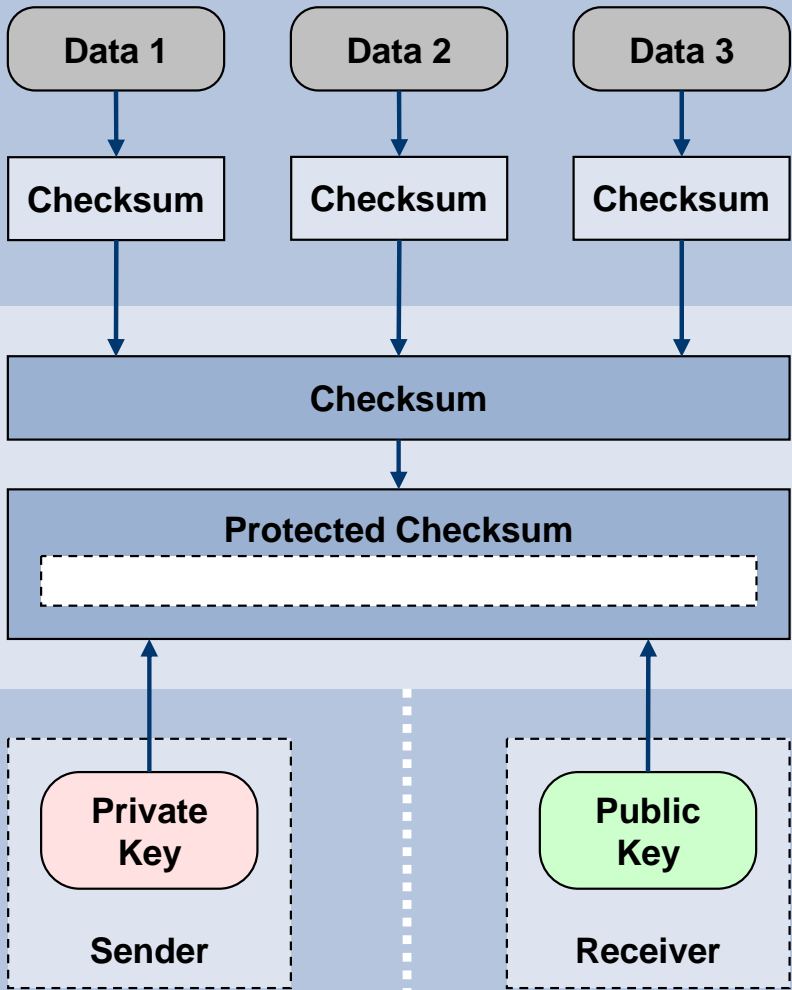 Data 1
Data 2
Data 3
Checksum
Checksum
Checksum
Checksum
Protected Checksum
Private
Key
Public
Key
Sender
Receiver